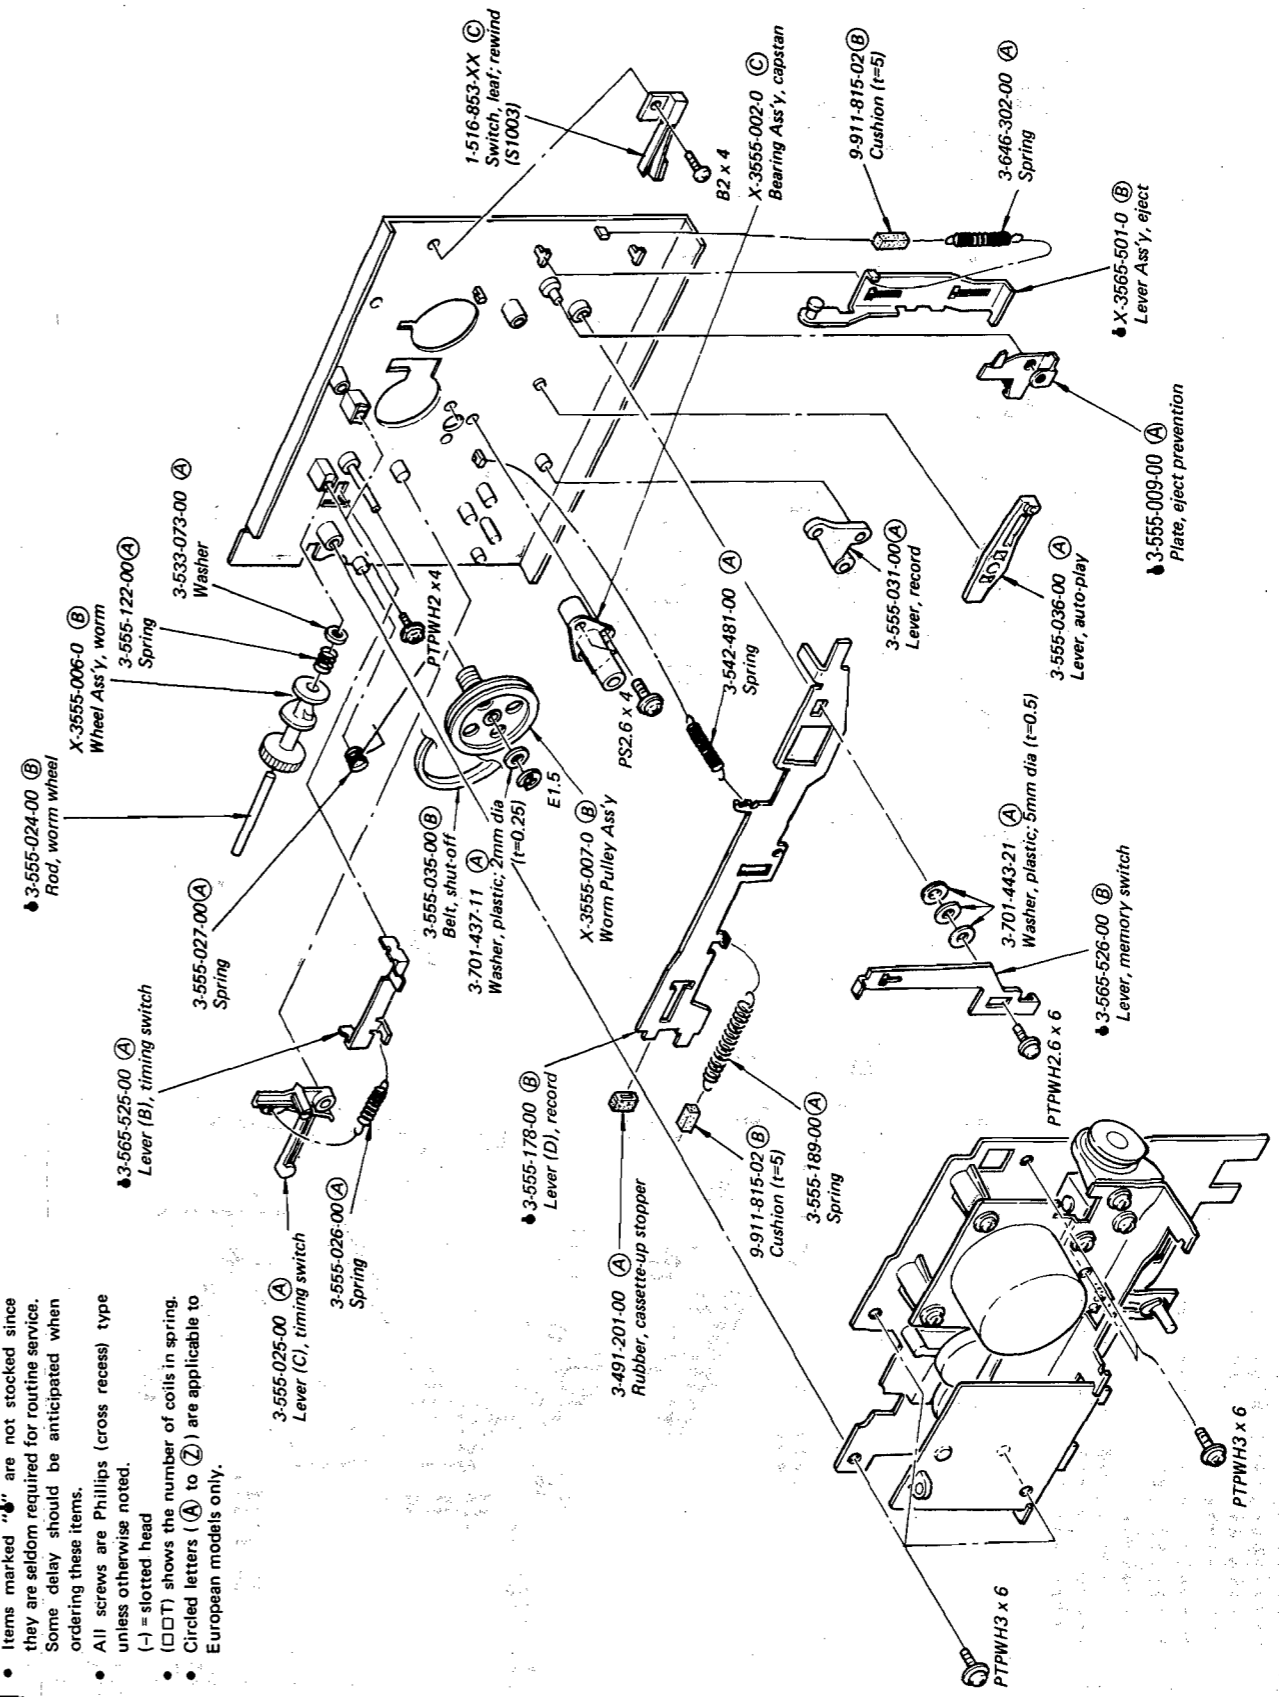 • Items marked "●" are not stocked since
they are seldom required for routine service.
Some delay should be anticipated when
ordering these items.
• All screws are Phillips (cross recess) type
unless otherwise noted.
(-) = slotted head
• (□□T) shows the number of coils in spring.
• Circled letters (Ⓐ to Ⓩ) are applicable to
European models only.
●3-555-024-00 Ⓑ
Rod, worm wheel
X-3555-006-0 Ⓑ
Wheel Ass'y, worm
3-555-122-00 Ⓐ
Spring
3-533-073-00 Ⓐ
Washer
1-516-853-XX Ⓒ
Switch, leaf; rewind
(S1003)
B2 x 4
X-3555-002-0 Ⓒ
Bearing Ass'y, capstan
9-911-815-02 Ⓑ
Cushion (t=5)
3-646-302-00 Ⓐ
Spring
●X-3565-501-0 Ⓑ
Lever Ass'y, eject
●3-555-009-00 Ⓐ
Plate, eject prevention
3-555-036-00 Ⓐ
Lever, auto-play
3-555-031-00 Ⓐ
Lever, record
3-542-481-00 Ⓐ
Spring
PS2.6 x 4
PTPWH2 x 4
E1.5
3-555-027-00 Ⓐ
Spring
3-555-035-00 Ⓑ
Belt, shut-off
3-701-437-11 Ⓐ
Washer, plastic; 2mm dia
(t=0.25)
X-3555-007-0 Ⓑ
Worm Pulley Ass'y
●3-565-525-00 Ⓐ
Lever (B), timing switch
3-555-025-00 Ⓐ
Lever (C), timing switch
3-555-026-00 Ⓐ
Spring
●3-555-178-00 Ⓑ
Lever (D), record
3-491-201-00 Ⓐ
Rubber, cassette-up stopper
9-911-815-02 Ⓑ
Cushion (t=5)
3-555-189-00 Ⓐ
Spring
3-701-443-21 Ⓐ
Washer, plastic; 5mm dia (t=0.5)
●3-565-526-00 Ⓑ
Lever, memory switch
PTPWH2.6 x 6
PTPWH3 x 6
PTPWH3 x 6